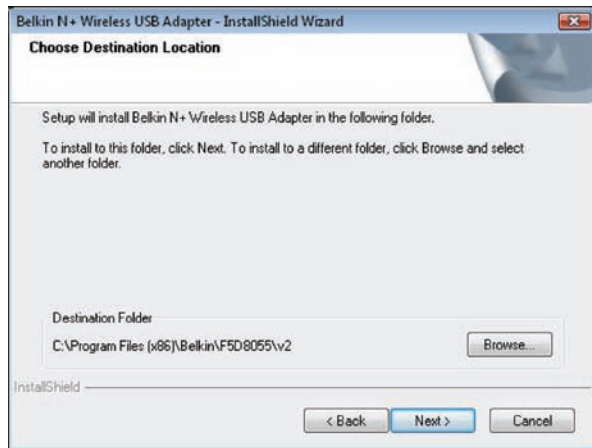 Belkin N+ Wireless USB Adapter - InstallShield Wizard
Choose Destination Location
Setup will install Belkin N+ Wireless USB Adapter in the following folder.
To install to this folder, click Next. To install to a different folder, click Browse and select
another folder.
Destination Folder
C:\Program Files (x86)\Belkin\F5D8055\v2
Browse...
InstallShield
< Back
Next >
Cancel